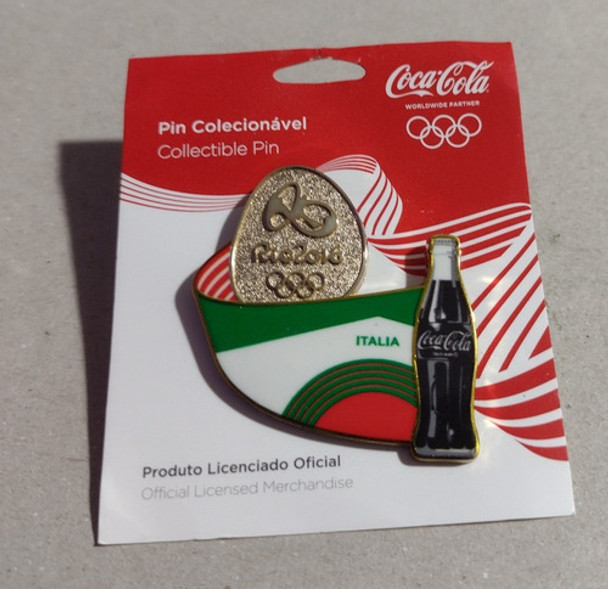 Coca-Cola
WORLDWIDE PARTNER
Pin Colecionável
Collectible Pin
Rio2016
ITALIA
Coca-Cola
Produto Licenciado Oficial
Official Licensed Merchandise